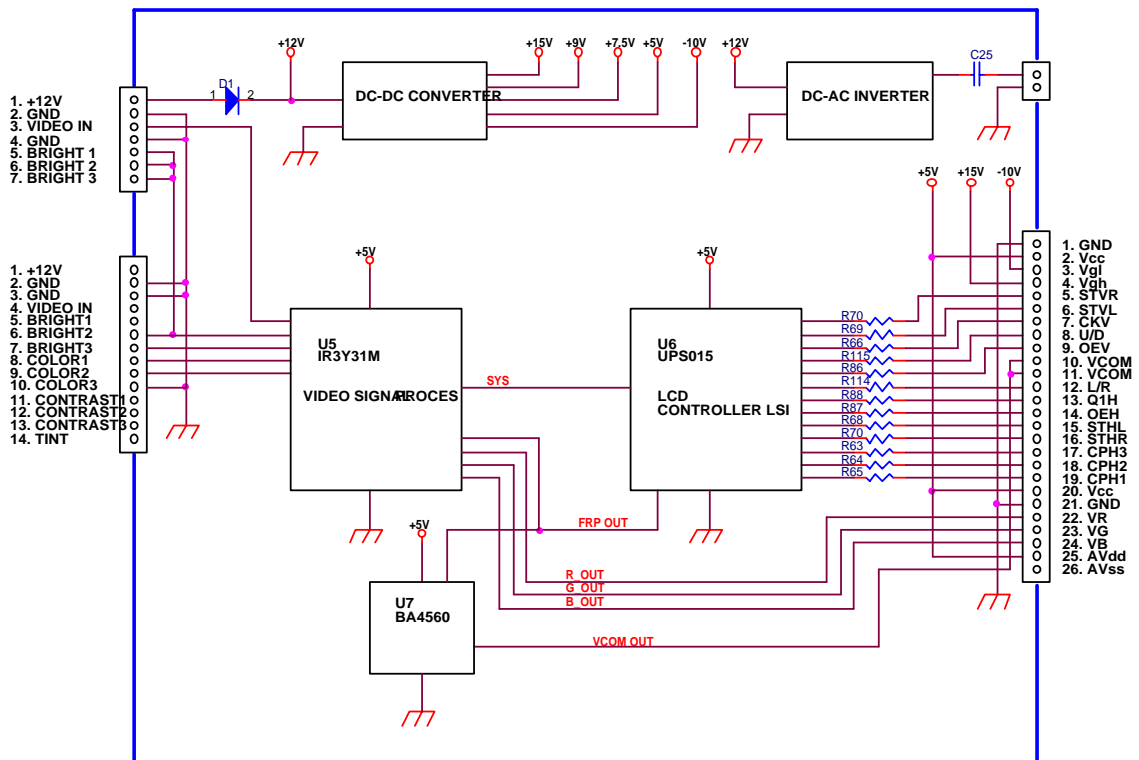 +12V
+15V
+9V
+7.5V
+5V
-10V
+12V
C25
D1
1
2
DC-DC CONVERTER
DC-AC INVERTER
1. +12V
2. GND
3. VIDEO IN
4. GND
5. BRIGHT 1
6. BRIGHT 2
7. BRIGHT 3
+5V
+15V
-10V
1. +12V
2. GND
3. GND
4. VIDEO IN
5. BRIGHT1
6. BRIGHT2
7. BRIGHT3
8. COLOR1
9. COLOR2
10. COLOR3
11. CONTRAST1
12. CONTRAST2
13. CONTRAST3
14. TINT
+5V
U5
IR3Y31M
VIDEO SIGNAL PROCES
SYS
+5V
U6
UPS015
LCD
CONTROLLER LSI
R70
R69
R66
R115
R86
R114
R88
R87
R68
R70
R63
R64
R65
1. GND
2. Vcc
3. Vgl
4. Vgh
5. STVR
6. STVL
7. CKV
8. U/D
9. OEV
10. VCOM
11. VCOM
12. L/R
13. Q1H
14. OEH
15. STHL
16. STHR
17. CPH3
18. CPH2
19. CPH1
20. Vcc
21. GND
22. VR
23. VG
24. VB
25. AVdd
26. AVss
+5V
FRP OUT
R_OUT
G_OUT
B_OUT
U7
BA4560
VCOM OUT